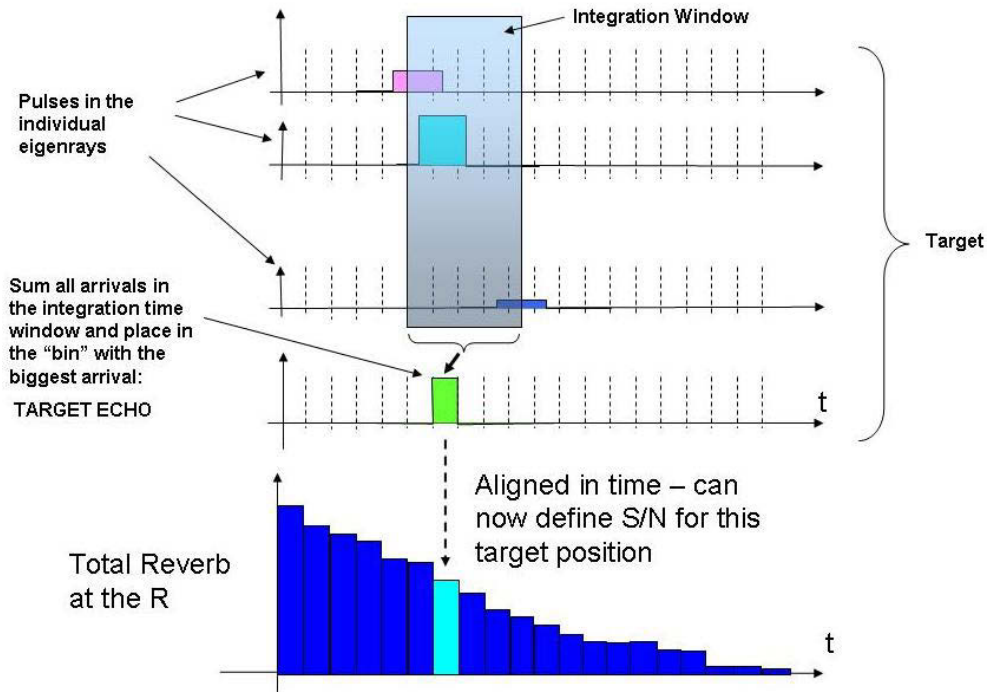 Integration Window
Pulses in the
individual
eigenrays
Target
Sum all arrivals in
the integration time
window and place in
the “bin” with the
biggest arrival:
TARGET ECHO
t
Aligned in time – can
now define S/N for this
target position
Total Reverb
at the R
t